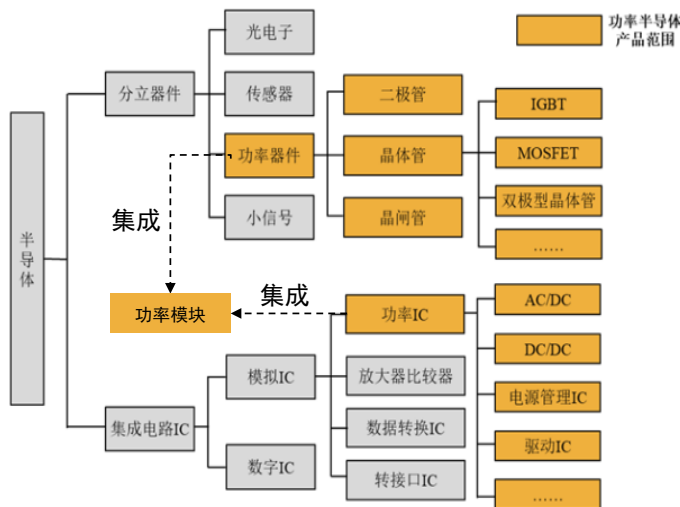 光电子
功率半导体
产品范围
分立器件
传感器
二极管
IGBT
功率器件
晶体管
MOSFET
双极型晶体管
集成
小信号
晶闸管
……
半导体
集成
AC/DC
功率模块
功率IC
DC/DC
模拟IC
放大器比较器
电源管理IC
集成电路IC
数据转换IC
驱动IC
数字IC
转接口IC
……